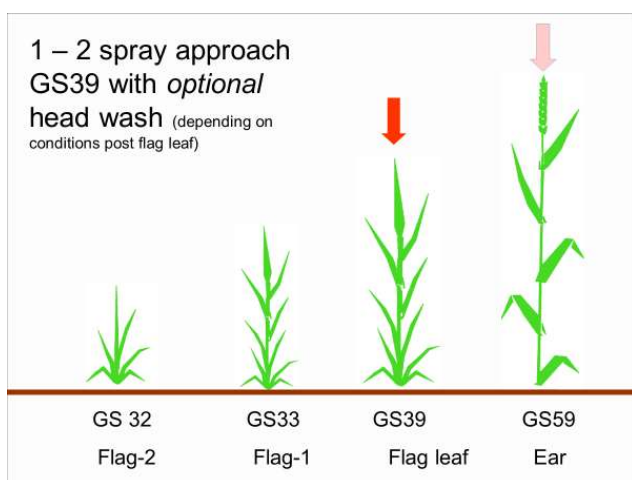 1 – 2 spray approach
GS39 with optional
head wash (depending on
conditions post flag leaf)
GS 32
GS33
GS39
GS59
Flag-2
Flag-1
Flag leaf
Ear